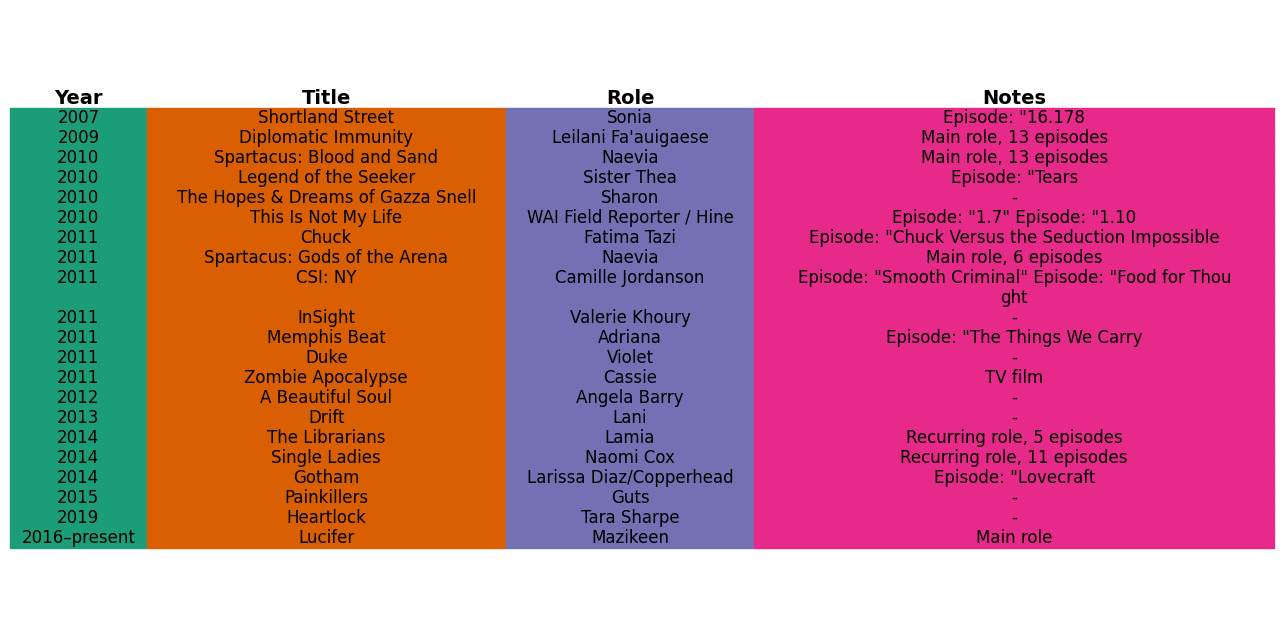 Year Title Role Notes
2007 Shortland Street Sonia Episode: "16.178
2009 Diplomatic Immunity Leilani Fa'auigaese Main role, 13 episodes
2010 Spartacus: Blood and Sand Naevia Main role, 13 episodes
2010 Legend of the Seeker Sister Thea Episode: "Tears
2010 The Hopes & Dreams of Gazza Snell Sharon -
2010 This Is Not My Life WAI Field Reporter / Hine Episode: "1.7" Episode: "1.10
2011 Chuck Fatima Tazi Episode: "Chuck Versus the Seduction Impossible
2011 Spartacus: Gods of the Arena Naevia Main role, 6 episodes
2011 CSI: NY Camille Jordanson Episode: "Smooth Criminal" Episode: "Food for Thou
ght
2011 InSight Valerie Khoury -
2011 Memphis Beat Adriana Episode: "The Things We Carry
2011 Duke Violet -
2011 Zombie Apocalypse Cassie TV film
2012 A Beautiful Soul Angela Barry -
2013 Drift Lani -
2014 The Librarians Lamia Recurring role, 5 episodes
2014 Single Ladies Naomi Cox Recurring role, 11 episodes
2014 Gotham Larissa Diaz/Copperhead Episode: "Lovecraft
2015 Painkillers Guts -
2019 Heartlock Tara Sharpe -
2016–present Lucifer Mazikeen Main role